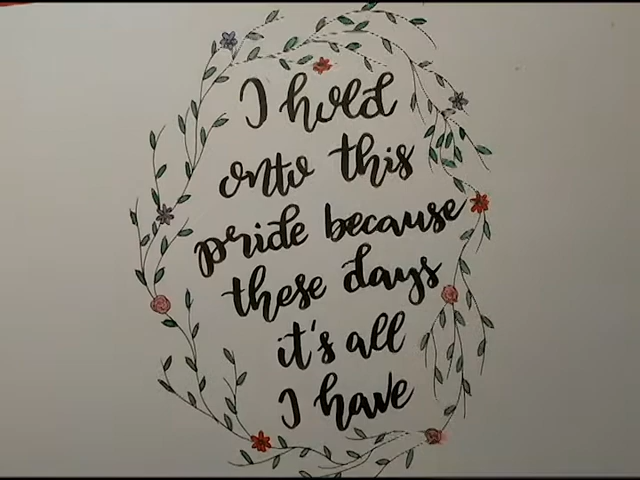 I hold
onto this
pride because
these days
it's all
I have